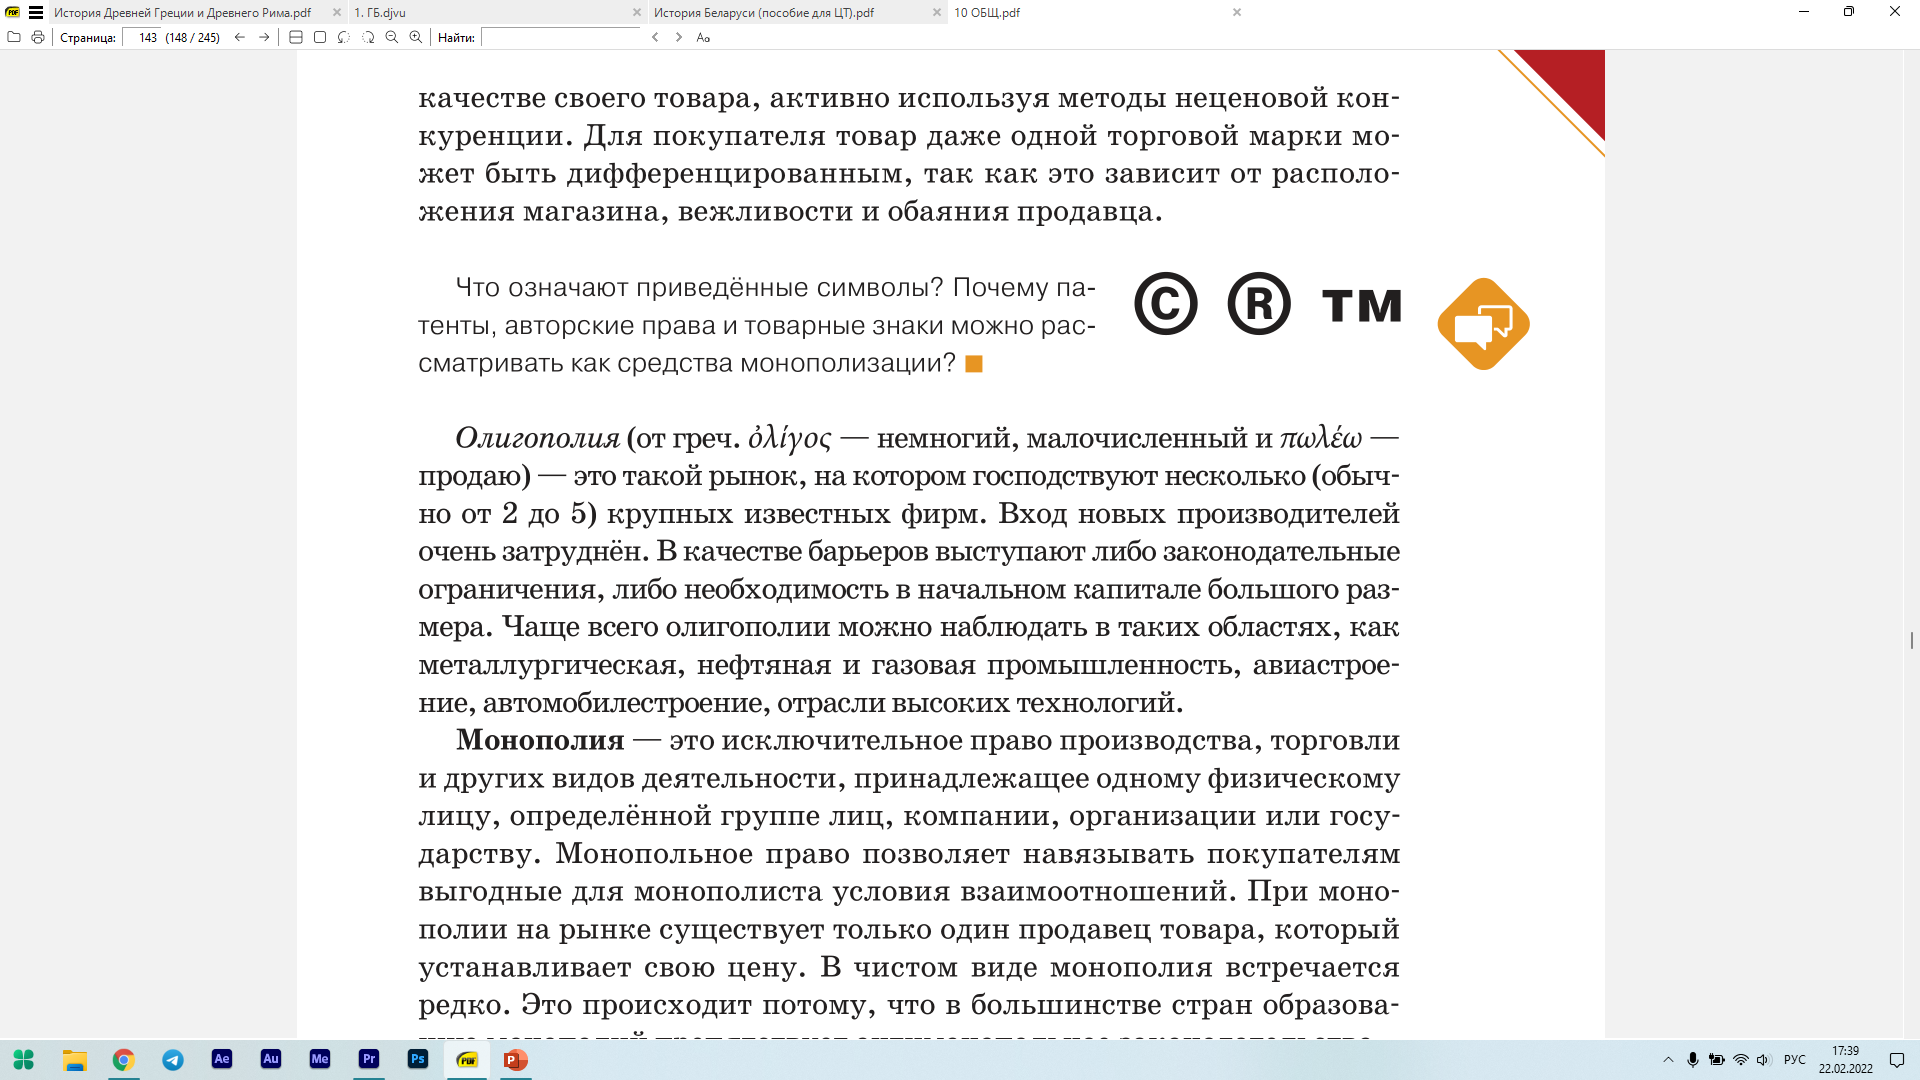 История Древней Греции и Древнего Рима.pdf
1. ГБ.djvu
История Беларуси (пособие для ЦТ).pdf
10 ОБЩ.pdf
Страница: 143 (148 / 245)
Найти:
Aa
качестве своего товара, активно используя методы неценовой кон-
куренции. Для покупателя товар даже одной торговой марки мо-
жет быть дифференцированным, так как это зависит от располо-
жения магазина, вежливости и обаяния продавца.
Что означают приведённые символы? Почему па-
тенты, авторские права и товарные знаки можно рас-
сматривать как средства монополизации?
© ® ТМ
Олигополия (от греч. ὀλίγος — немногий, малочисленный и πωλέω —
продаю) — это такой рынок, на котором господствуют несколько (обыч-
но от 2 до 5) крупных известных фирм. Вход новых производителей
очень затруднён. В качестве барьеров выступают либо законодательные
ограничения, либо необходимость в начальном капитале большого раз-
мера. Чаще всего олигополии можно наблюдать в таких областях, как
металлургическая, нефтяная и газовая промышленность, авиастрое-
ние, автомобилестроение, отрасли высоких технологий.
Монополия — это исключительное право производства, торговли
и других видов деятельности, принадлежащее одному физическому
лицу, определённой группе лиц, компании, организации или госу-
дарству. Монопольное право позволяет навязывать покупателям
выгодные для монополиста условия взаимоотношений. При моно-
полии на рынке существует только один продавец товара, который
устанавливает свою цену. В чистом виде монополия встречается
редко. Это происходит потому, что в большинстве стран образова-
Ae
Au
Me
Pr
Ps
PDF
P
РУС
17:39
22.02.2022